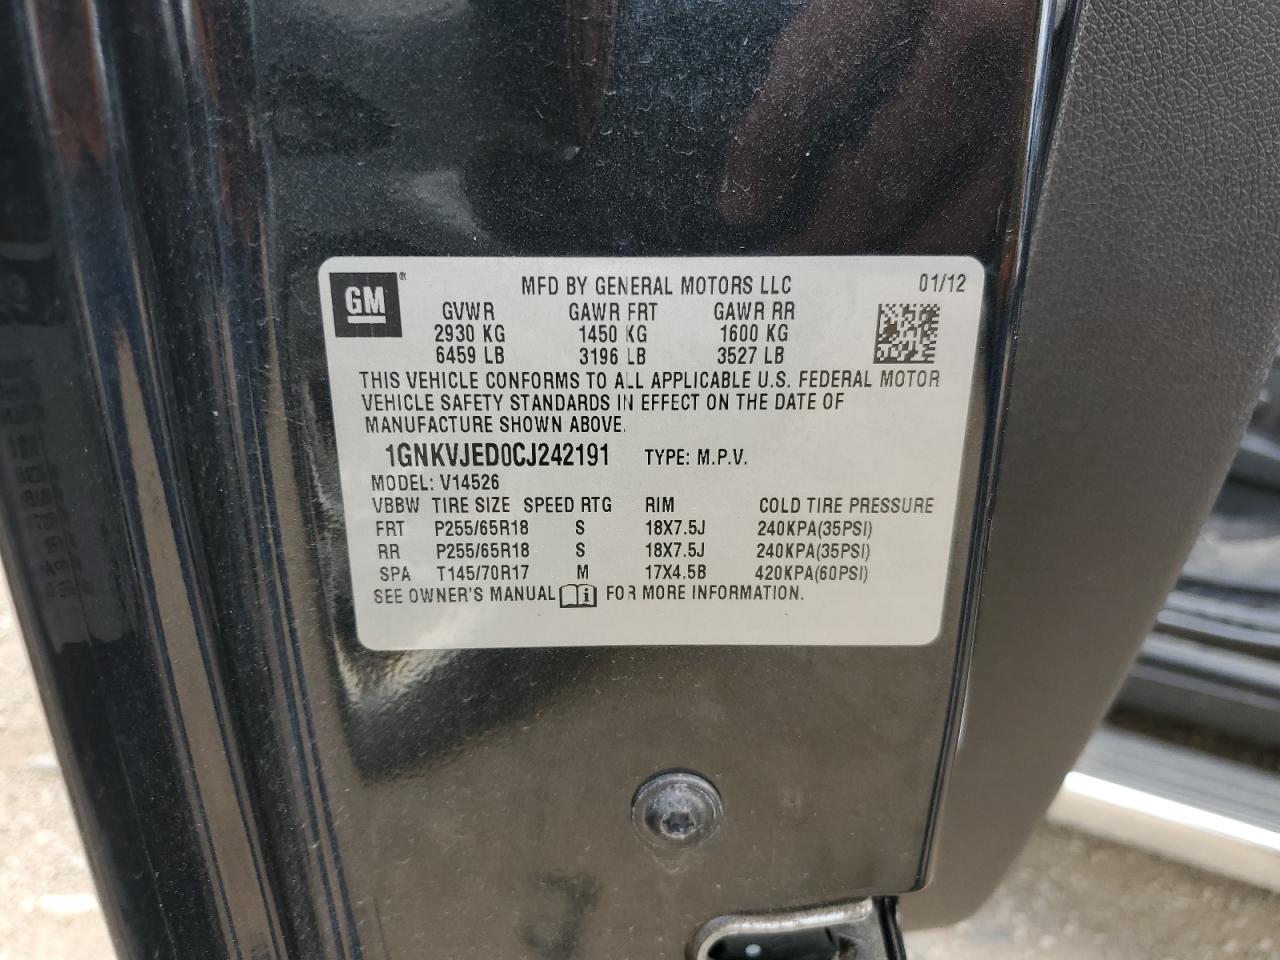 GM® MFD BY GENERAL MOTORS LLC 01/12
GVWR GAWR FRT GAWR RR
2930 KG 1450 KG 1600 KG
6459 LB 3196 LB 3527 LB
THIS VEHICLE CONFORMS TO ALL APPLICABLE U.S. FEDERAL MOTOR
VEHICLE SAFETY STANDARDS IN EFFECT ON THE DATE OF
MANUFACTURE SHOWN ABOVE.
1GNKVJED0CJ242191 TYPE: M.P.V.
MODEL: V14526
VBBW TIRE SIZE SPEED RTG RIM COLD TIRE PRESSURE
FRT P255/65R18 S 18X7.5J 240KPA(35PSI)
RR P255/65R18 S 18X7.5J 240KPA(35PSI)
SPA T145/70R17 M 17X4.5B 420KPA(60PSI)
SEE OWNER'S MANUAL i FOR MORE INFORMATION.